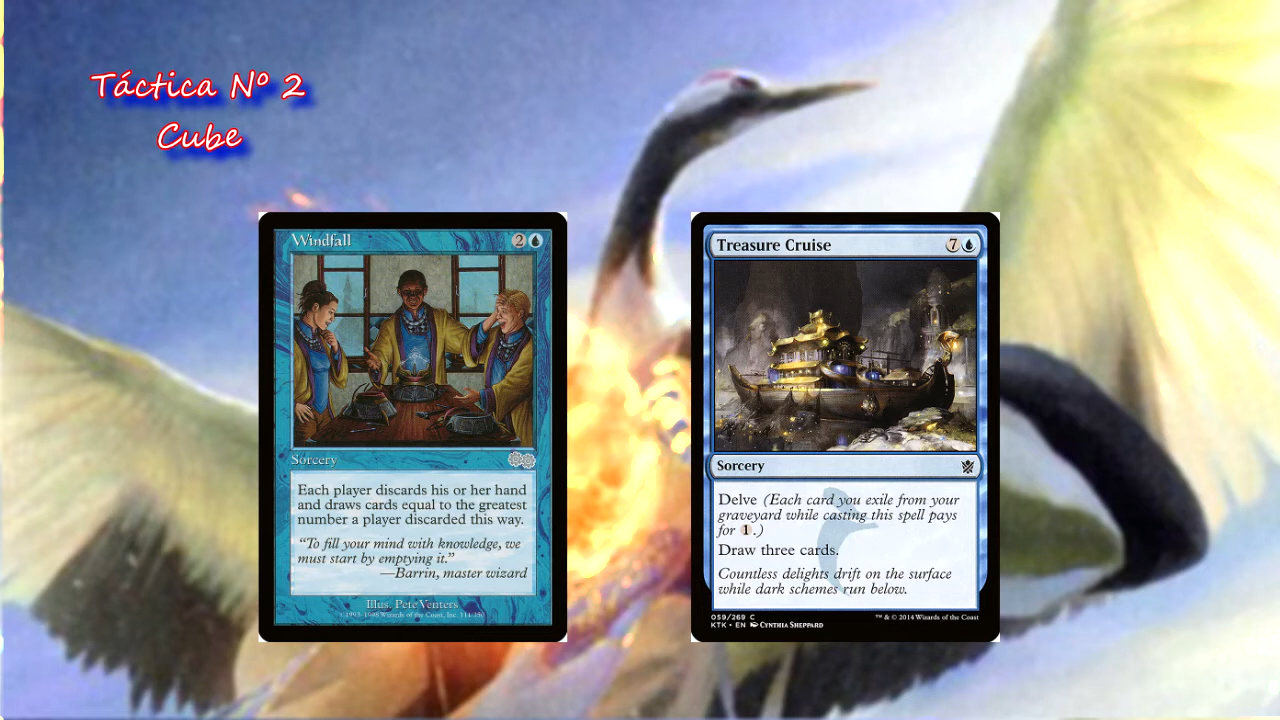 Táctica Nº 2
Cube
Windfall 2
Sorcery
Each player discards his or her hand
and draws cards equal to the greatest
number a player discarded this way.
“To fill your mind with knowledge, we
must start by emptying it.”
—Barrin, master wizard
Illus. Pete Venters
Treasure Cruise 7
Sorcery
Delve (Each card you exile from your
graveyard while casting this spell pays
for 1.)
Draw three cards.
Countless delights drift on the surface
while dark schemes run below.
059/269 C
KTK • EN Cynthia Sheppard
™ & © 2014 Wizards of the Coast